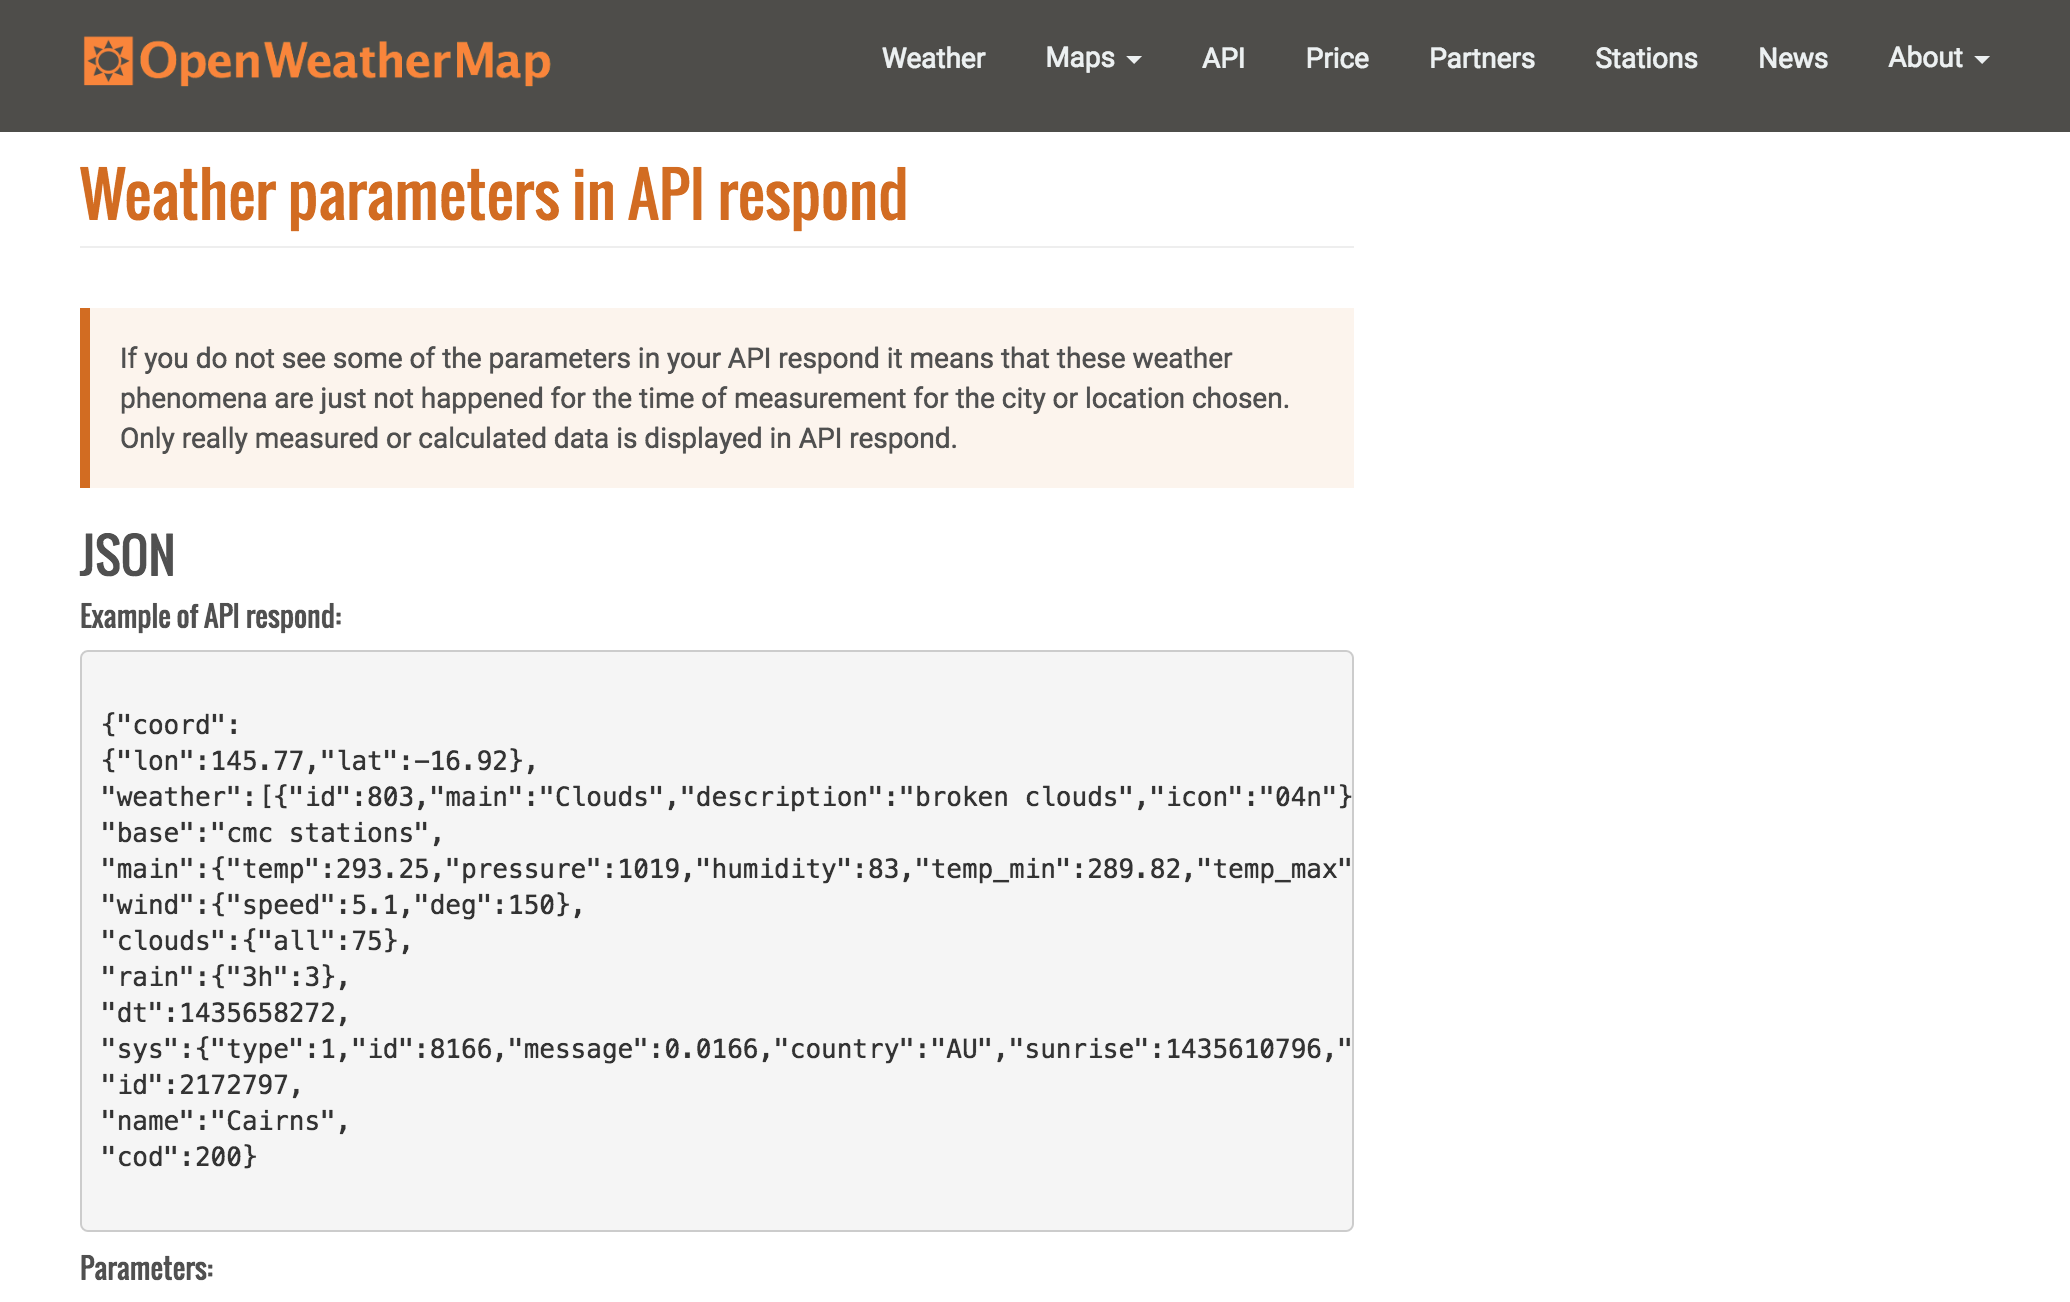 OpenWeatherMap
Weather Maps API Price Partners Stations News About
Weather parameters in API respond
If you do not see some of the parameters in your API respond it means that these weather
phenomena are just not happened for the time of measurement for the city or location chosen.
Only really measured or calculated data is displayed in API respond.
JSON
Example of API respond:
{"coord":
{"lon":145.77,"lat":-16.92},
"weather":[{"id":803,"main":"Clouds","description":"broken clouds","icon":"04n"}
"base":"cmc stations",
"main":{"temp":293.25,"pressure":1019,"humidity":83,"temp_min":289.82,"temp_max"
"wind":{"speed":5.1,"deg":150},
"clouds":{"all":75},
"rain":{"3h":3},
"dt":1435658272,
"sys":{"type":1,"id":8166,"message":0.0166,"country":"AU","sunrise":1435610796,"
"id":2172797,
"name":"Cairns",
"cod":200}
Parameters: